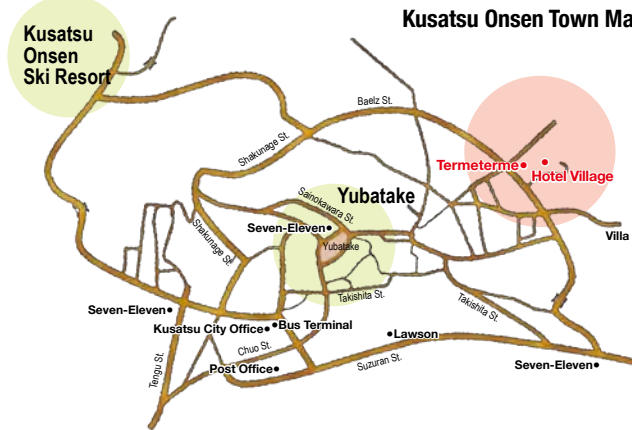 Kusatsu Onsen Town Ma
Kusatsu
Onsen
Ski Resort
Baelz St.
Shakunage St.
Termeterme
Hotel Village
Sainokawara St.
Yubatake
Seven-Eleven
Yubatake
Villa
Shakunage St.
Takishita St.
Takishita St.
Seven-Eleven
Kusatsu City Office
Bus Terminal
Lawson
Chuo St.
Tengu St.
Post Office
Suzuran St.
Seven-Eleven